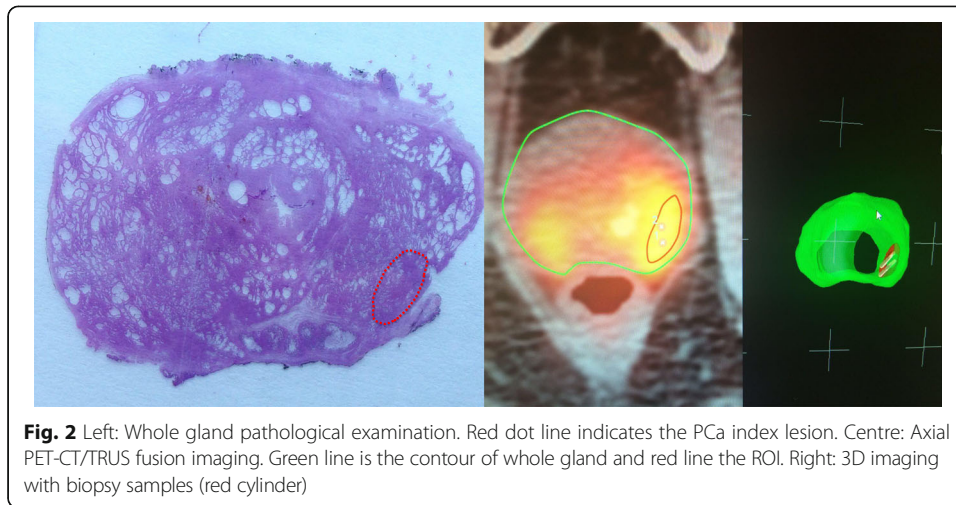 Fig. 2 Left: Whole gland pathological examination. Red dot line indicates the PCa index lesion. Centre: Axial
PET-CT/TRUS fusion imaging. Green line is the contour of whole gland and red line the ROI. Right: 3D imaging
with biopsy samples (red cylinder)